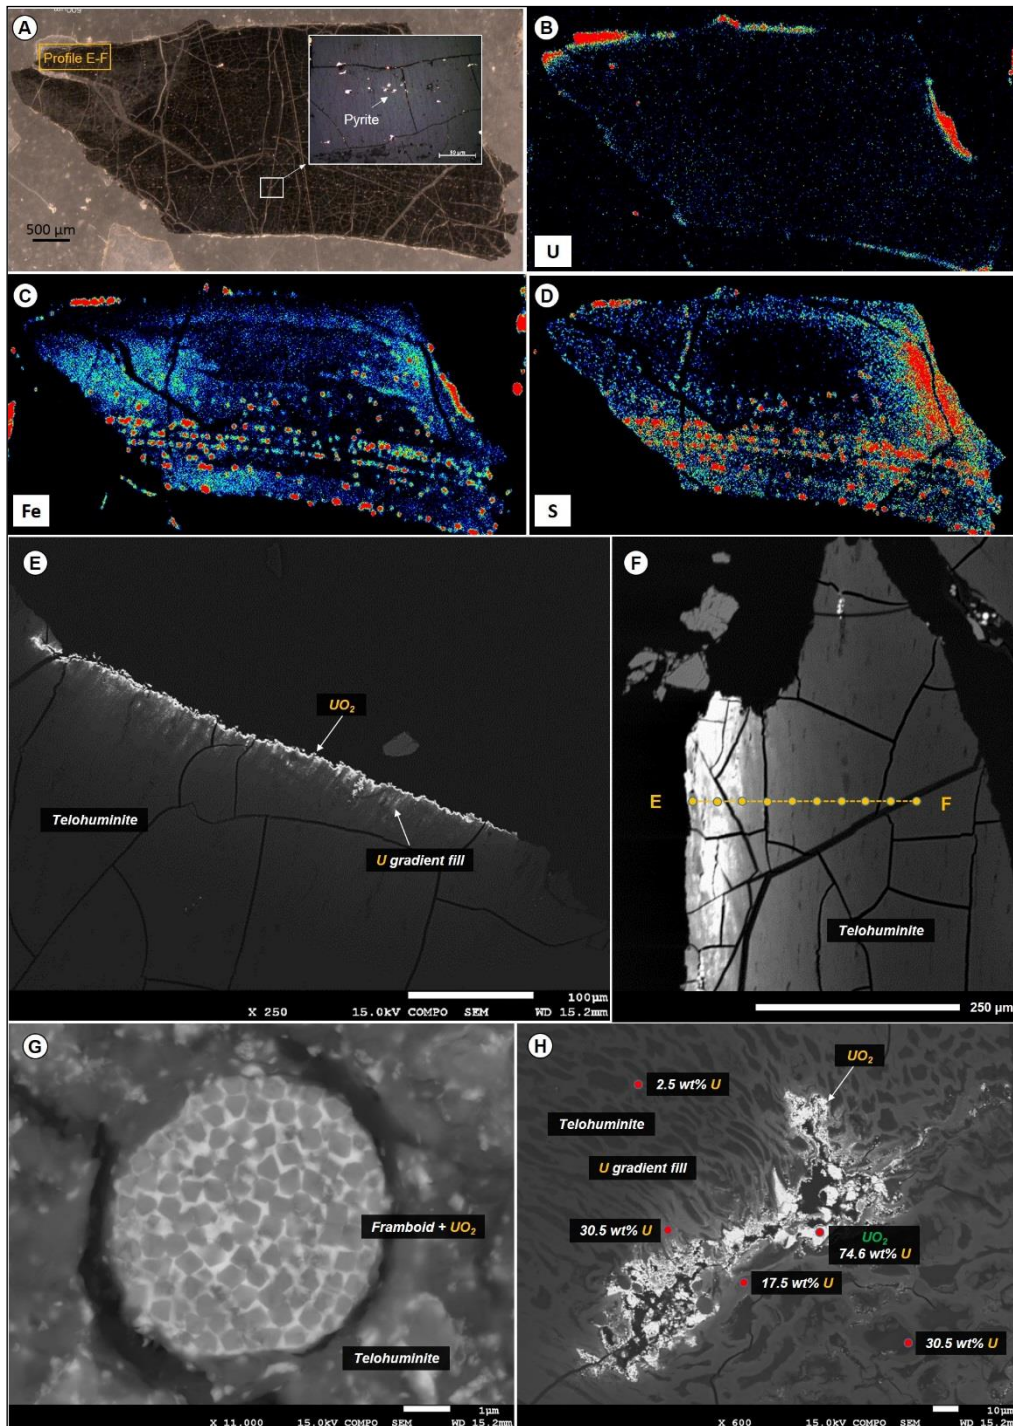 A
Profile E-F
Pyrite
500 µm
B
U
C
Fe
D
S
E
UO2
Telohuminite
U gradient fill
100µm
X 250 15.0kV COMPO SEM WD 15.2mm
F
E
F
Telohuminite
250 µm
G
Framboid + UO2
Telohuminite
1µm
X 11,000 15.0kV COMPO SEM WD 15.2mm
H
UO2
2.5 wt% U
Telohuminite
U gradient fill
30.5 wt% U
UO2
74.6 wt% U
17.5 wt% U
30.5 wt% U
10µm
X 600 15.0kV COMPO SEM WD 15.2mm